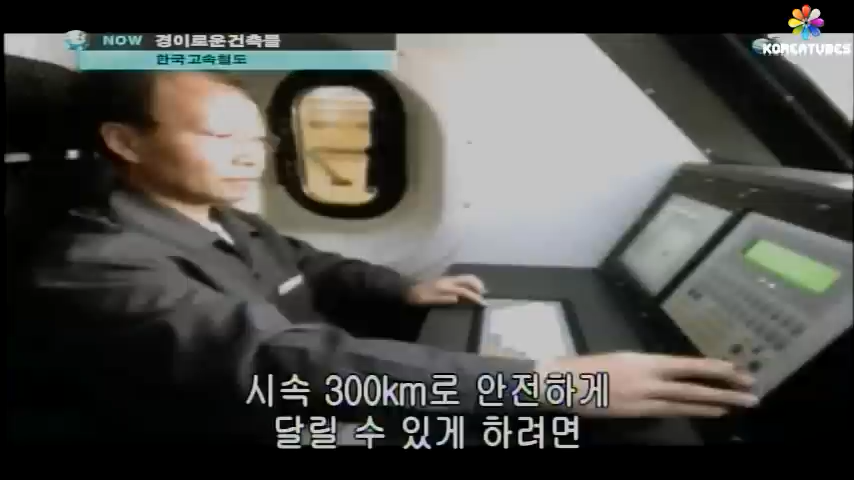 NOW 경이로운건축물
한국고속철도
KOREATUBES
시속 300km로 안전하게
달릴 수 있게 하려면